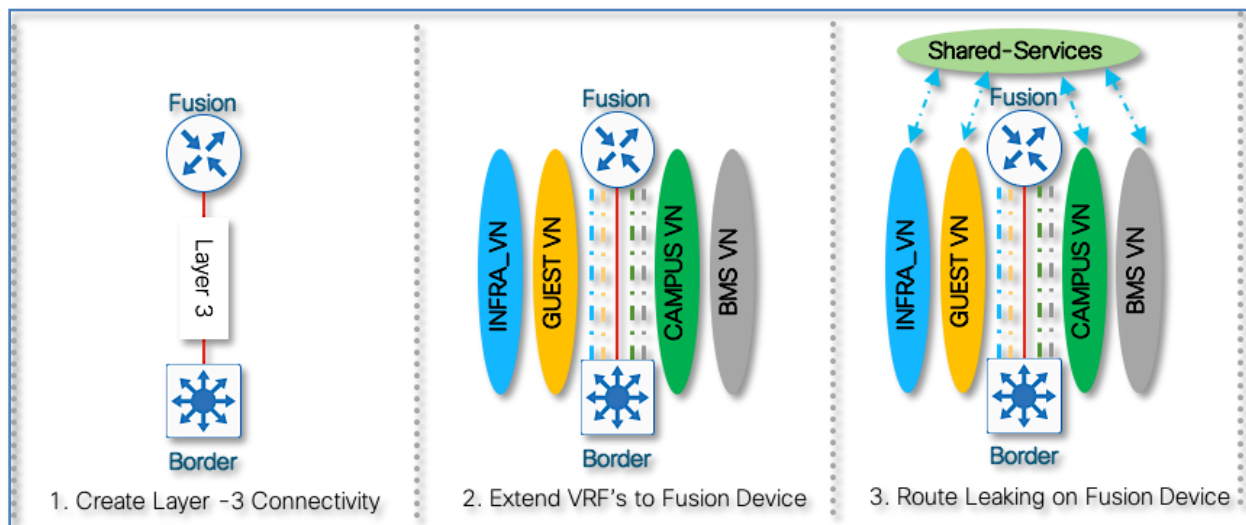 Fusion
Layer 3
Border
1. Create Layer -3 Connectivity
Fusion
INFRA_VN
GUEST VN
CAMPUS VN
BMS VN
Border
2. Extend VRF's to Fusion Device
Shared-Services
Fusion
INFRA_VN
GUEST VN
CAMPUS VN
BMS VN
Border
3. Route Leaking on Fusion Device